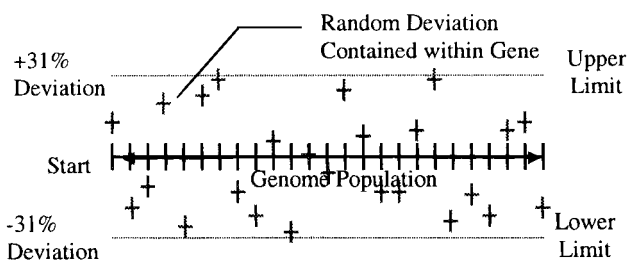 Random Deviation
Contained within Gene
+31%
Deviation
Upper
Limit
Start
Genome Population
-31%
Deviation
Lower
Limit